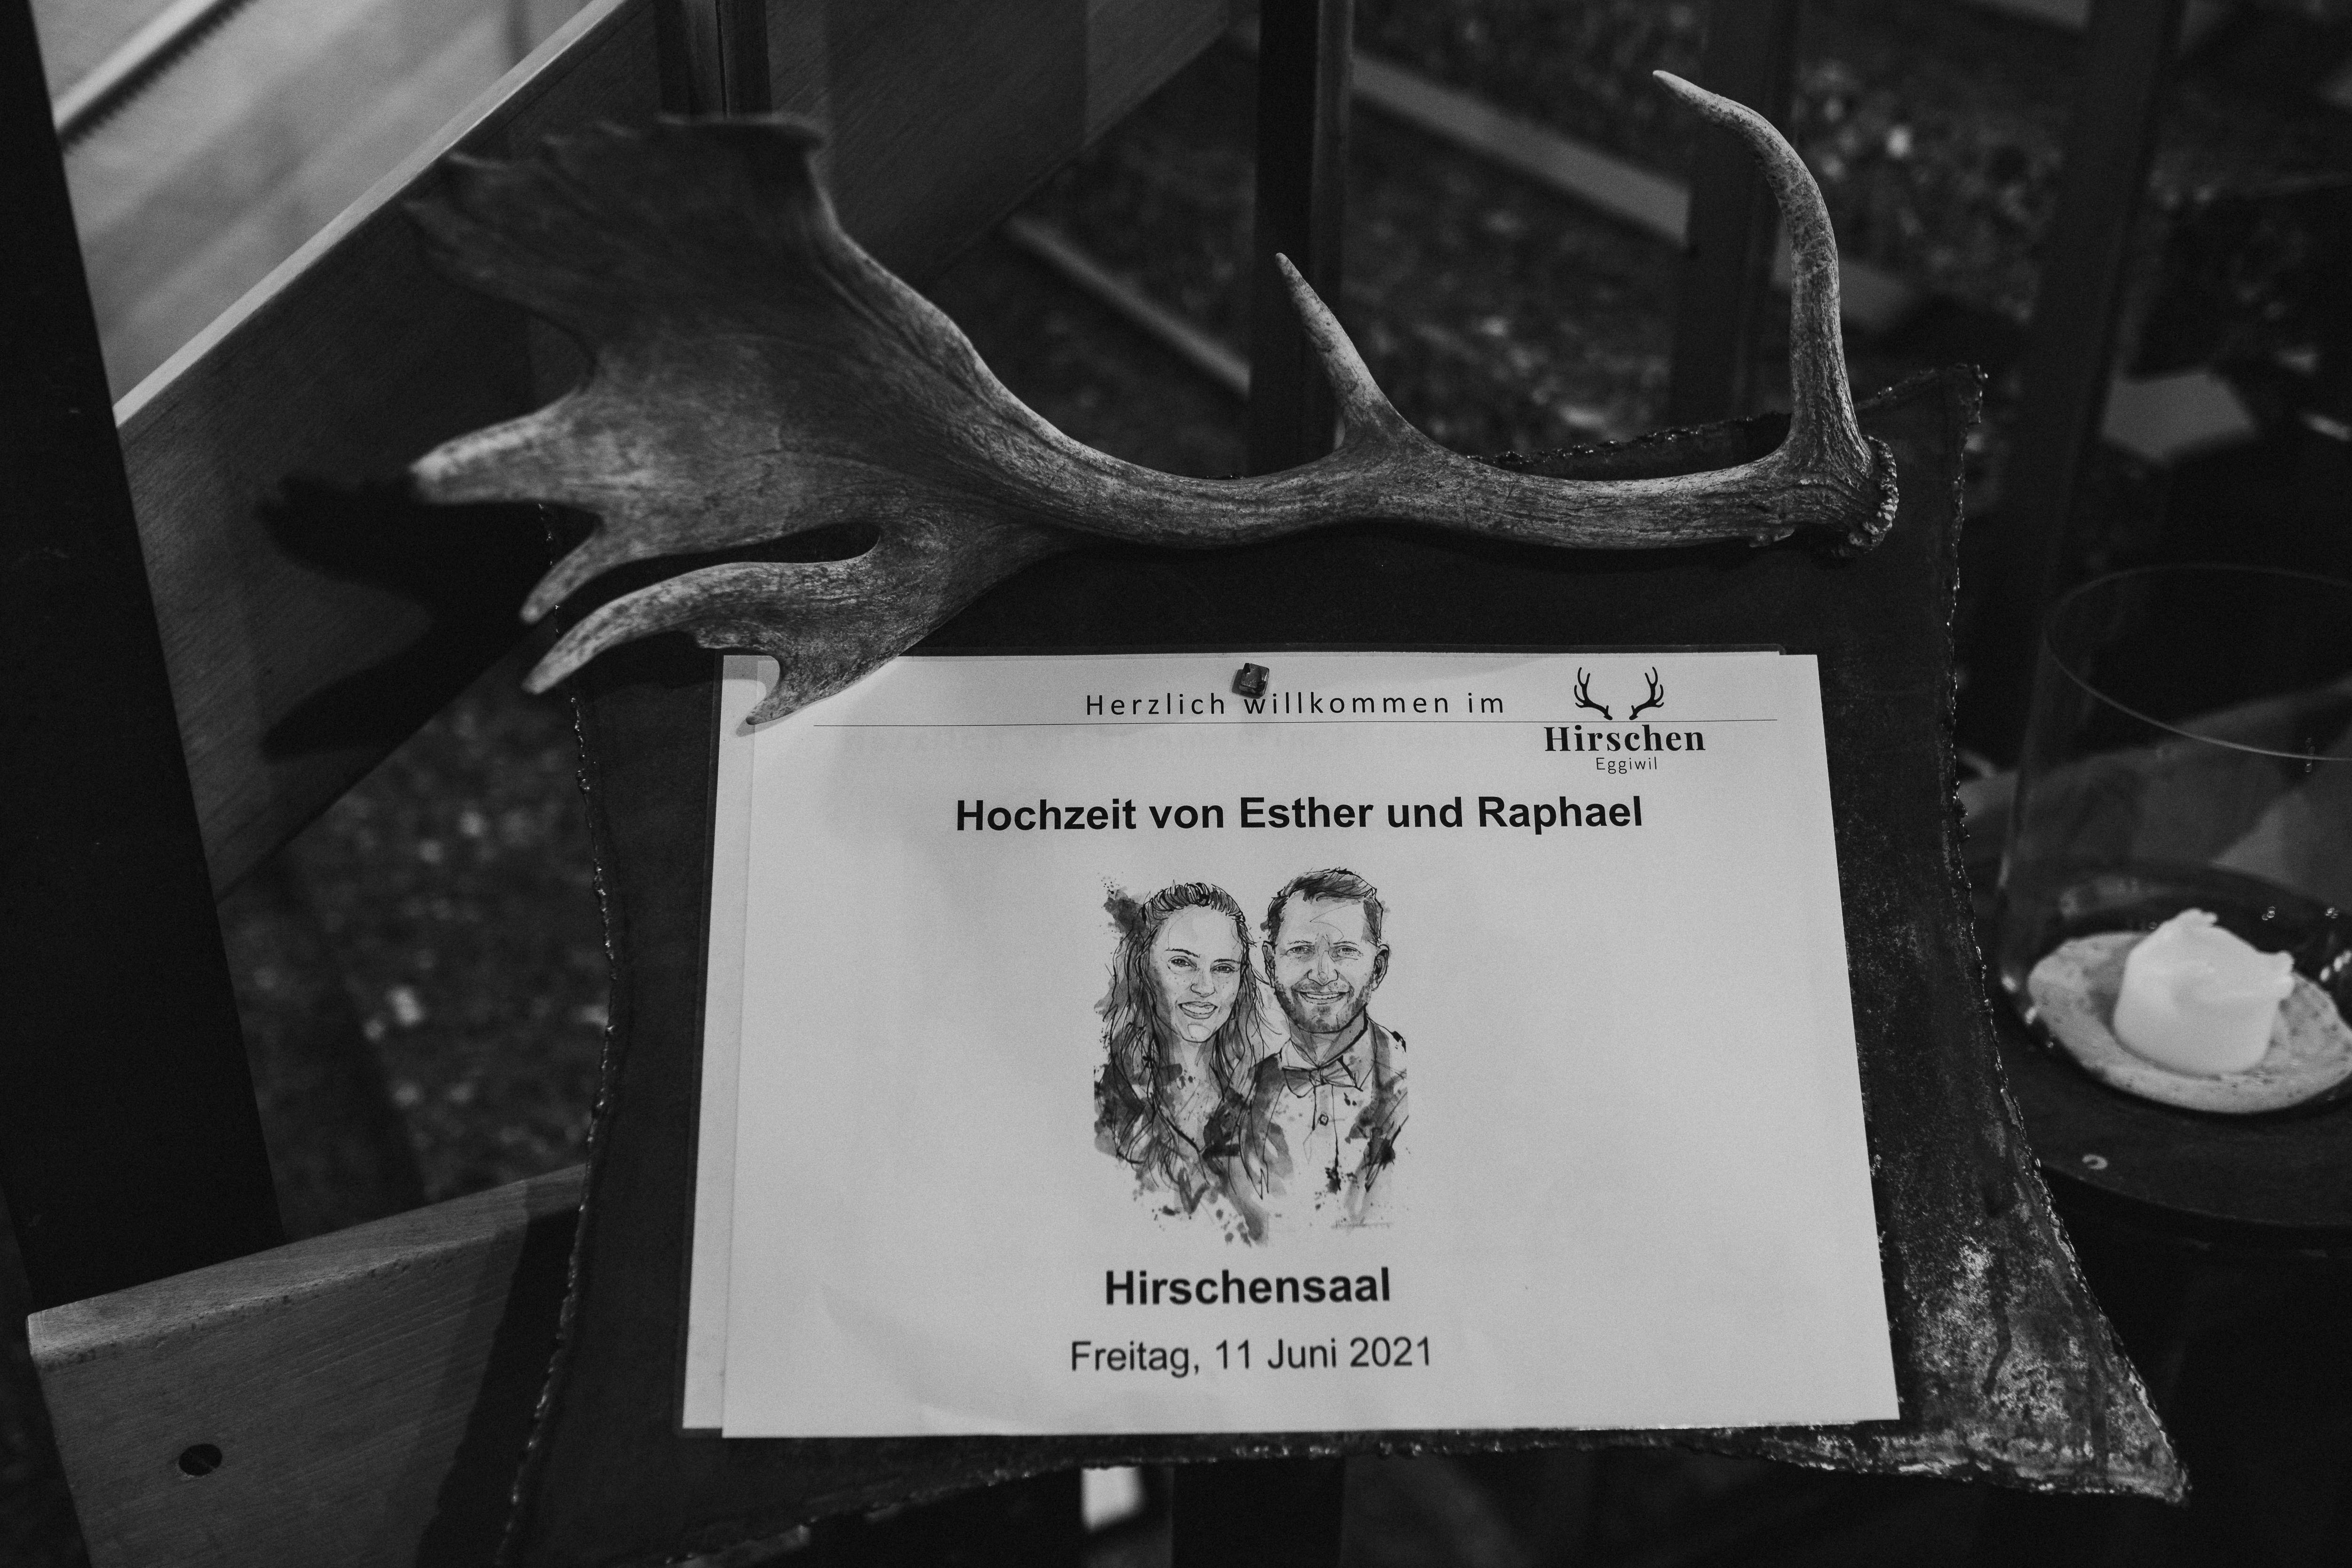 Herzlich willkommen im
Hirschen
Eggiwil
Hochzeit von Esther und Raphael
Hirschensaal
Freitag, 11 Juni 2021